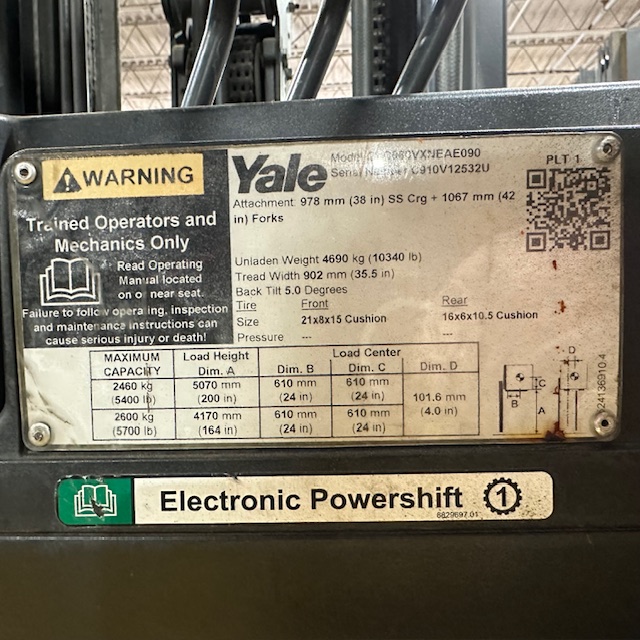 WARNING
Trained Operators and
Mechanics Only
Read Operating
Manual located
on or near seat.
Failure to follow operating, inspection
and maintenance instructions can
cause serious injury or death!
Yale
Model
Serial Number C910V12532U
PLT 1
Attachment: 978 mm (38 in) SS Crg + 1067 mm (42
in) Forks
Unladen Weight 4690 kg (10340 lb)
Tread Width 902 mm (35.5 in)
Back Tilt 5.0 Degrees
Tire Front Rear
Size 21x8x15 Cushion 16x6x10.5 Cushion
Pressure --- ---
MAXIMUM CAPACITY Load Height Dim. A Load Center Dim. B Dim. C Dim. D
2460 kg (5400 lb) 5070 mm (200 in) 610 mm (24 in) 610 mm (24 in) 101.6 mm (4.0 in)
2600 kg (5700 lb) 4170 mm (164 in) 610 mm (24 in) 610 mm (24 in)
D
C
B
A
Electronic Powershift 1